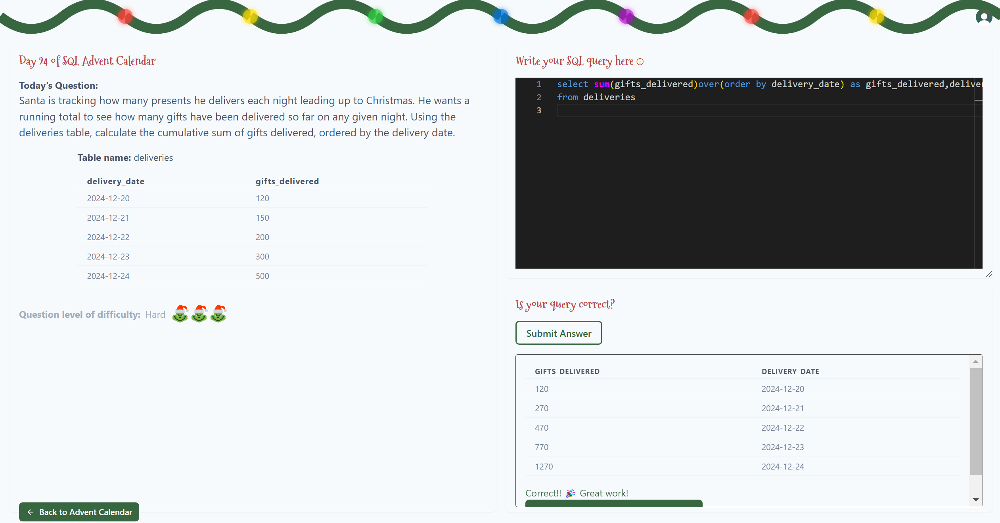 Day 24 of SQL Advent Calendar
Today's Question:
Santa is tracking how many presents he delivers each night leading up to Christmas. He wants a
running total to see how many gifts have been delivered so far on any given night. Using the
deliveries table, calculate the cumulative sum of gifts delivered, ordered by the delivery date.
Table name: deliveries
delivery_date gifts_delivered
2024-12-20 120
2024-12-21 150
2024-12-22 200
2024-12-23 300
2024-12-24 500
Question level of difficulty: Hard
← Back to Advent Calendar
Write your SQL query here
1 select sum(gifts_delivered)over(order by delivery_date) as gifts_delivered,deliver
2 from deliveries
3
Is your query correct?
Submit Answer
GIFTS_DELIVERED DELIVERY_DATE
120 2024-12-20
270 2024-12-21
470 2024-12-22
770 2024-12-23
1270 2024-12-24
Correct!! 🎉 Great work!